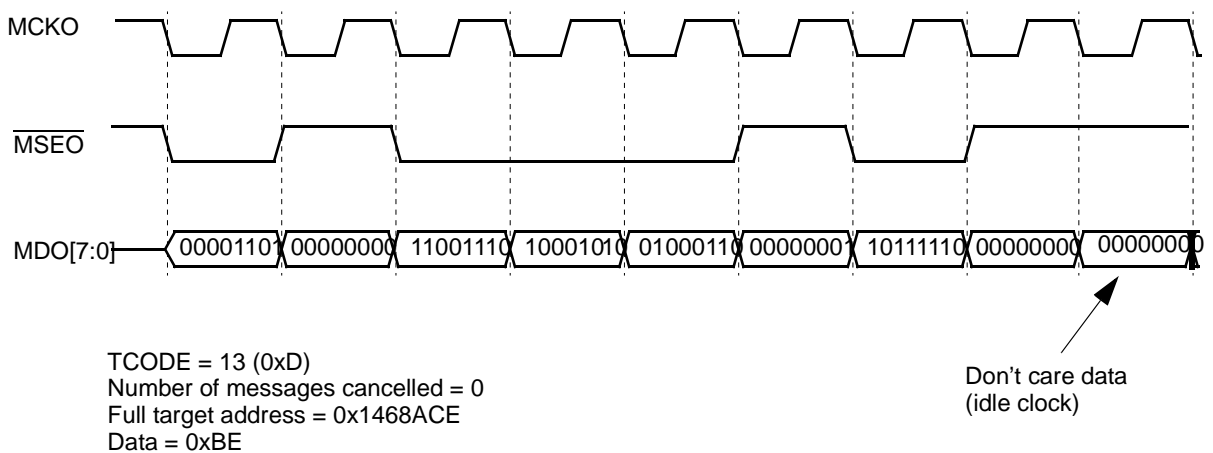 MCKO
MSEO
MDO[7:0] 00001101 00000000 11001110 10001010 01000110 00000001 10111110 00000000 00000000
TCODE = 13 (0xD)
Number of messages cancelled = 0
Full target address = 0x1468ACE
Data = 0xBE
Don't care data
(idle clock)